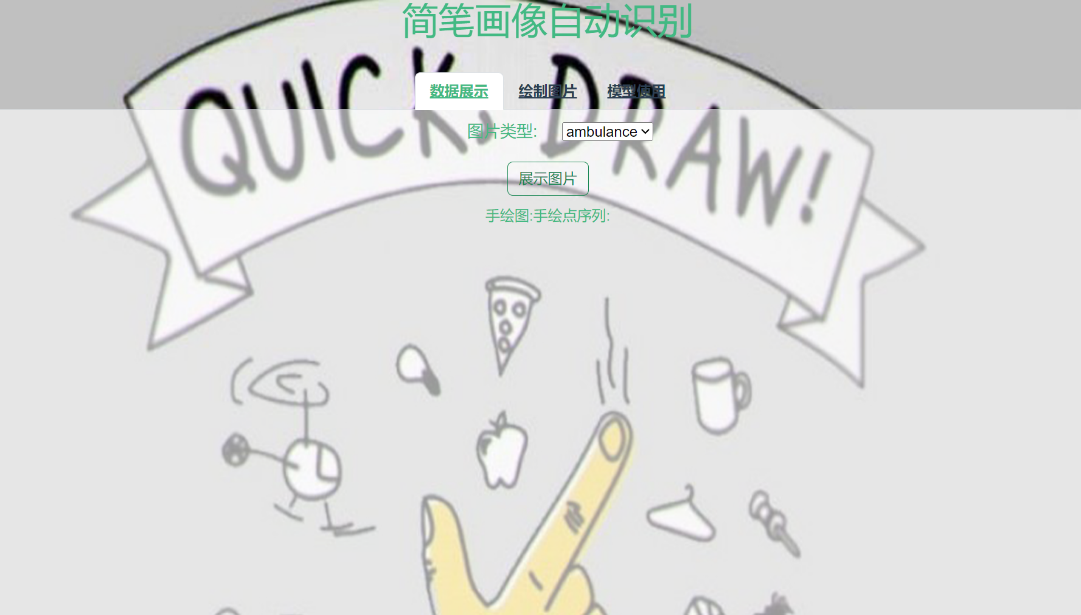 简笔画像自动识别
QUICK, DRAW!
数据展示 绘制图片 模型使用
图片类型: ambulance
展示图片
手绘图:手绘点序列: